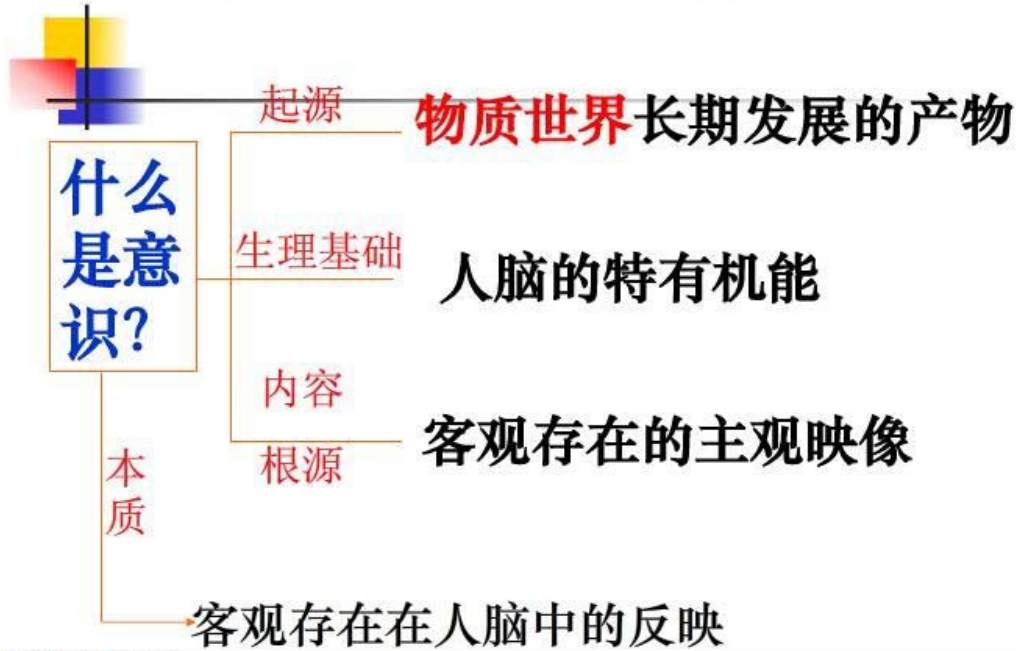 起源
物质世界长期发展的产物
什么
是意
识?
生理基础
人脑的特有机能
内容
客观存在的主观映像
根源
本
质
客观存在在人脑中的反映